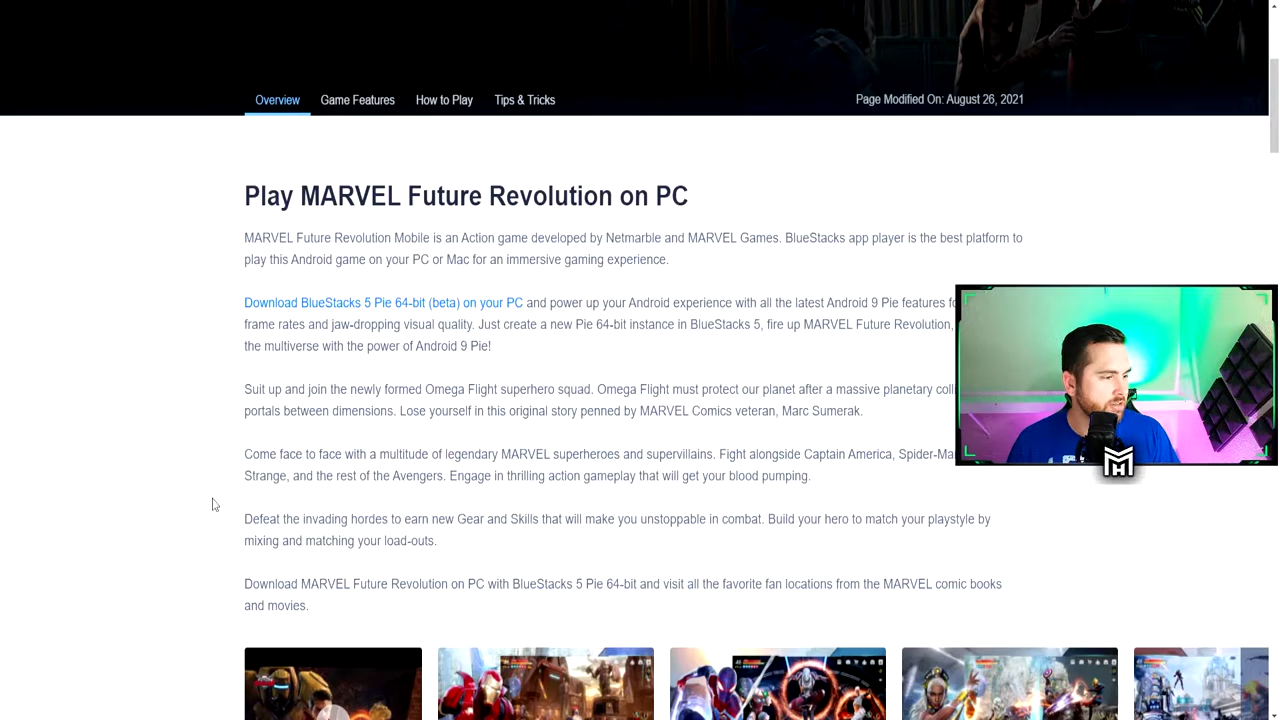 Overview Game Features How to Play Tips & Tricks Page Modified On: August 26, 2021
Play MARVEL Future Revolution on PC
MARVEL Future Revolution Mobile is an Action game developed by Netmarble and MARVEL Games. BlueStacks app player is the best platform to
play this Android game on your PC or Mac for an immersive gaming experience.
Download BlueStacks 5 Pie 64-bit (beta) on your PC and power up your Android experience with all the latest Android 9 Pie features
frame rates and jaw-dropping visual quality. Just create a new Pie 64-bit instance in BlueStacks 5, fire up MARVEL Future Revolution,
the multiverse with the power of Android 9 Pie!
Suit up and join the newly formed Omega Flight superhero squad. Omega Flight must protect our planet after a massive planetary
portals between dimensions. Lose yourself in this original story penned by MARVEL Comics veteran, Marc Sumerak.
Come face to face with a multitude of legendary MARVEL superheroes and supervillains. Fight alongside Captain America,
Strange, and the rest of the Avengers. Engage in thrilling action gameplay that will get your blood pumping.
Defeat the invading hordes to earn new Gear and Skills that will make you unstoppable in combat. Build your hero to match your playstyle by
mixing and matching your load-outs.
Download MARVEL Future Revolution on PC with BlueStacks 5 Pie 64-bit and visit all the favorite fan locations from the MARVEL comic books
and movies.